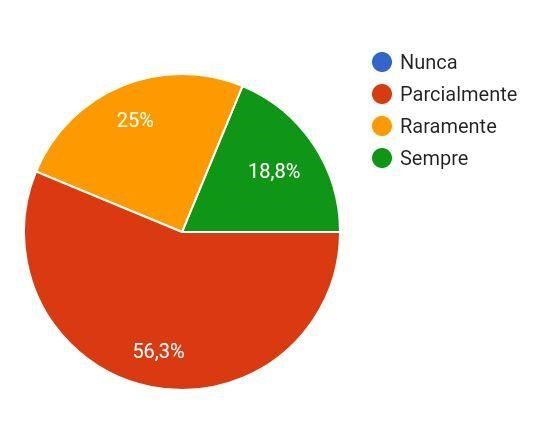 Nunca
Parcialmente
Raramente
Sempre
25%
18,8%
56,3%